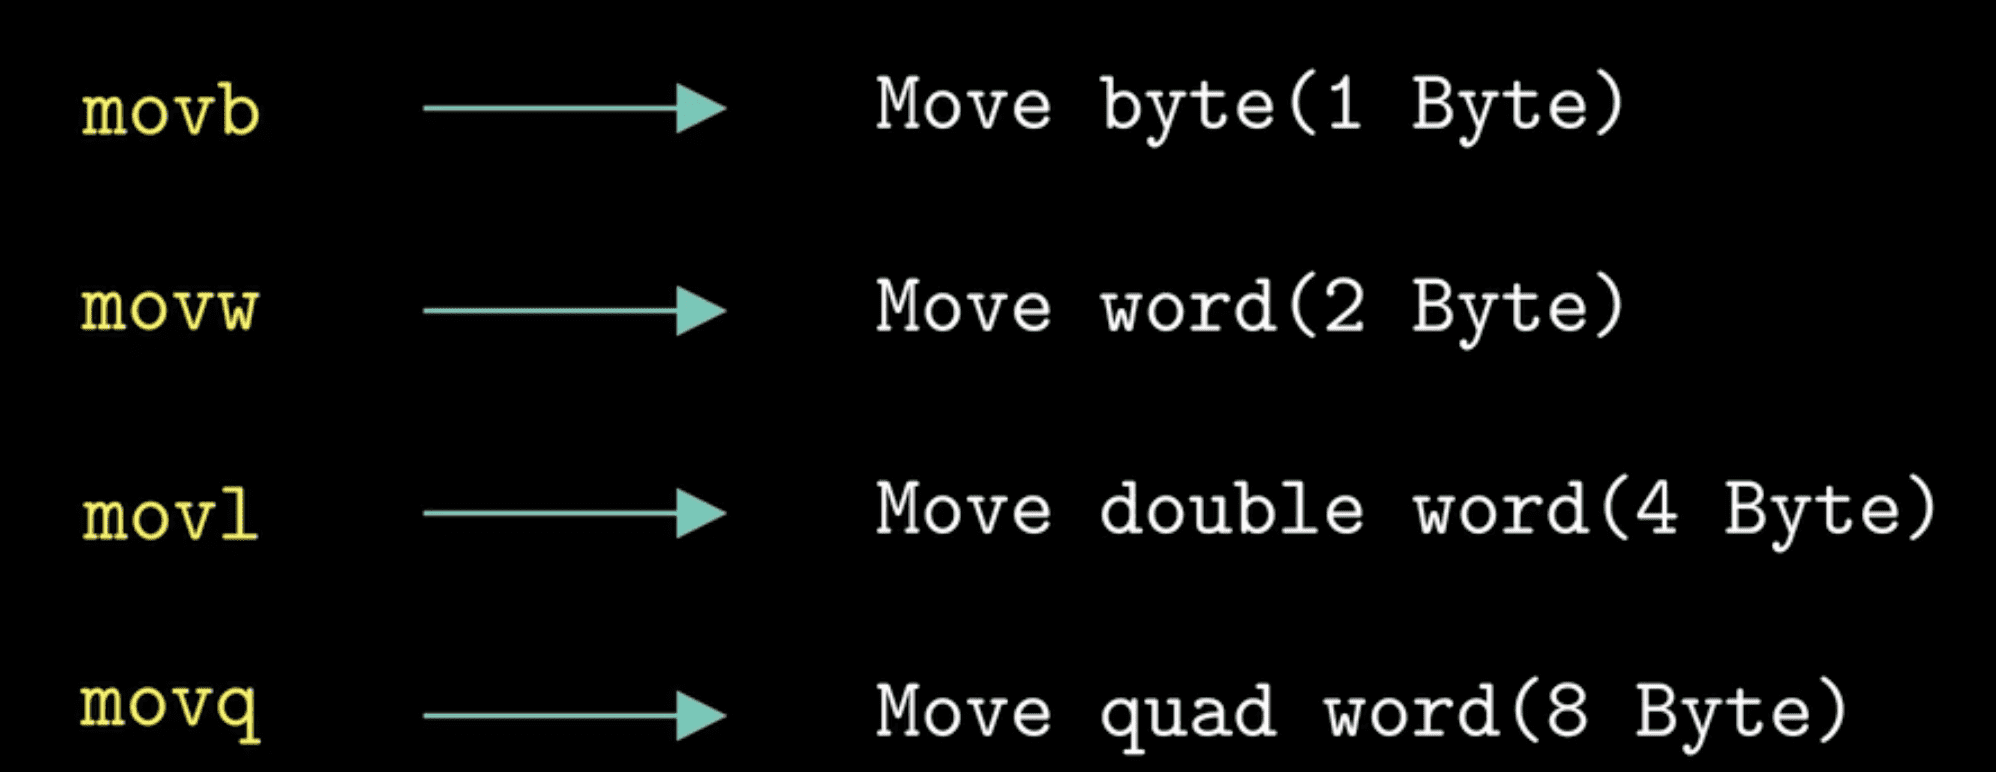 movb Move byte(1 Byte)
movw Move word(2 Byte)
movl Move double word(4 Byte)
movq Move quad word(8 Byte)